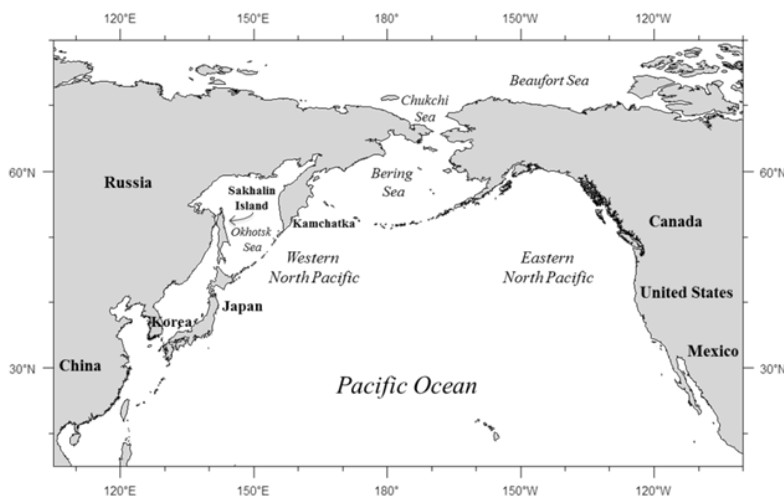 120°E 150°E 180° 150°W 120°W
Beaufort Sea
Chukchi
Sea
60°N 60°N
Russia
Sakhalin
Island
Bering
Sea
Okhotsk
Sea
Kamchatka
Canada
Western
North Pacific
Eastern
North Pacific
Japan
United States
Korea
China
Mexico
30°N 30°N
Pacific Ocean
120°E 150°E 180° 150°W 120°W